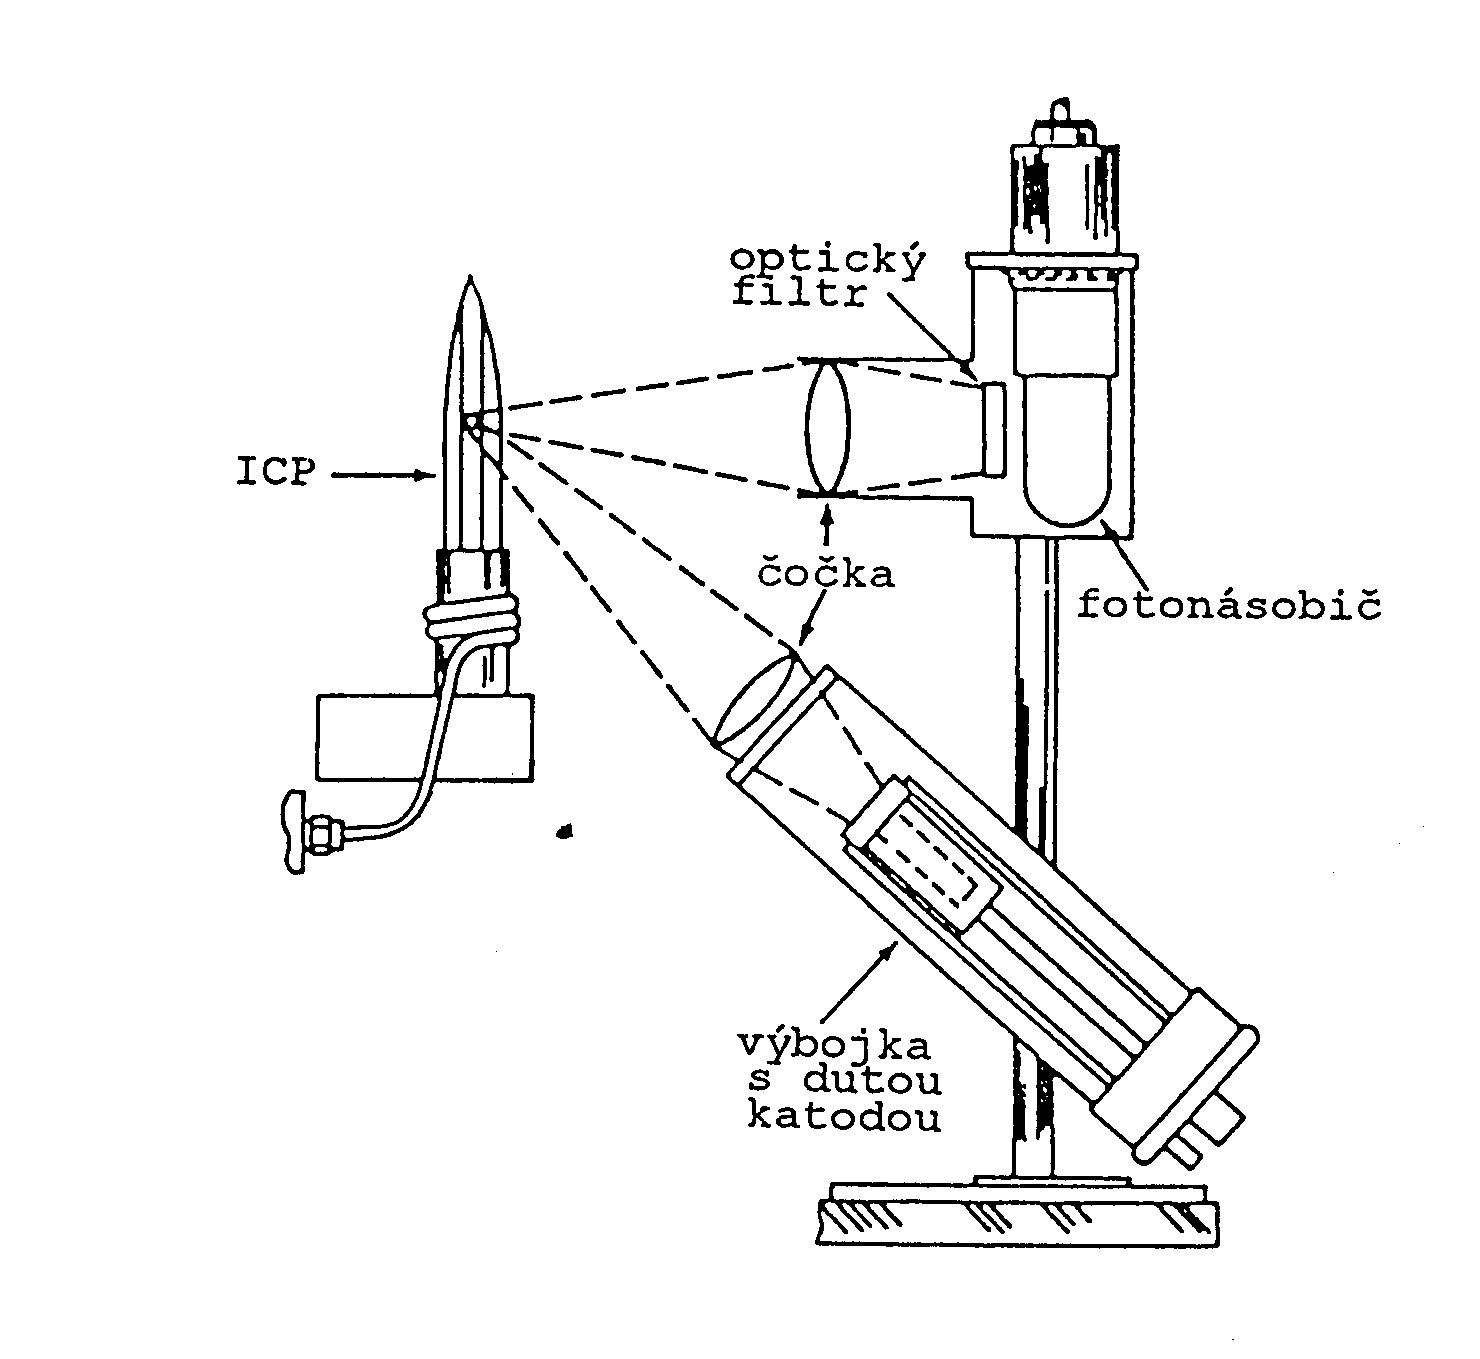 optický
filtr
ICP
čočka
fotonásobič
výbojka
s dutou
katodou